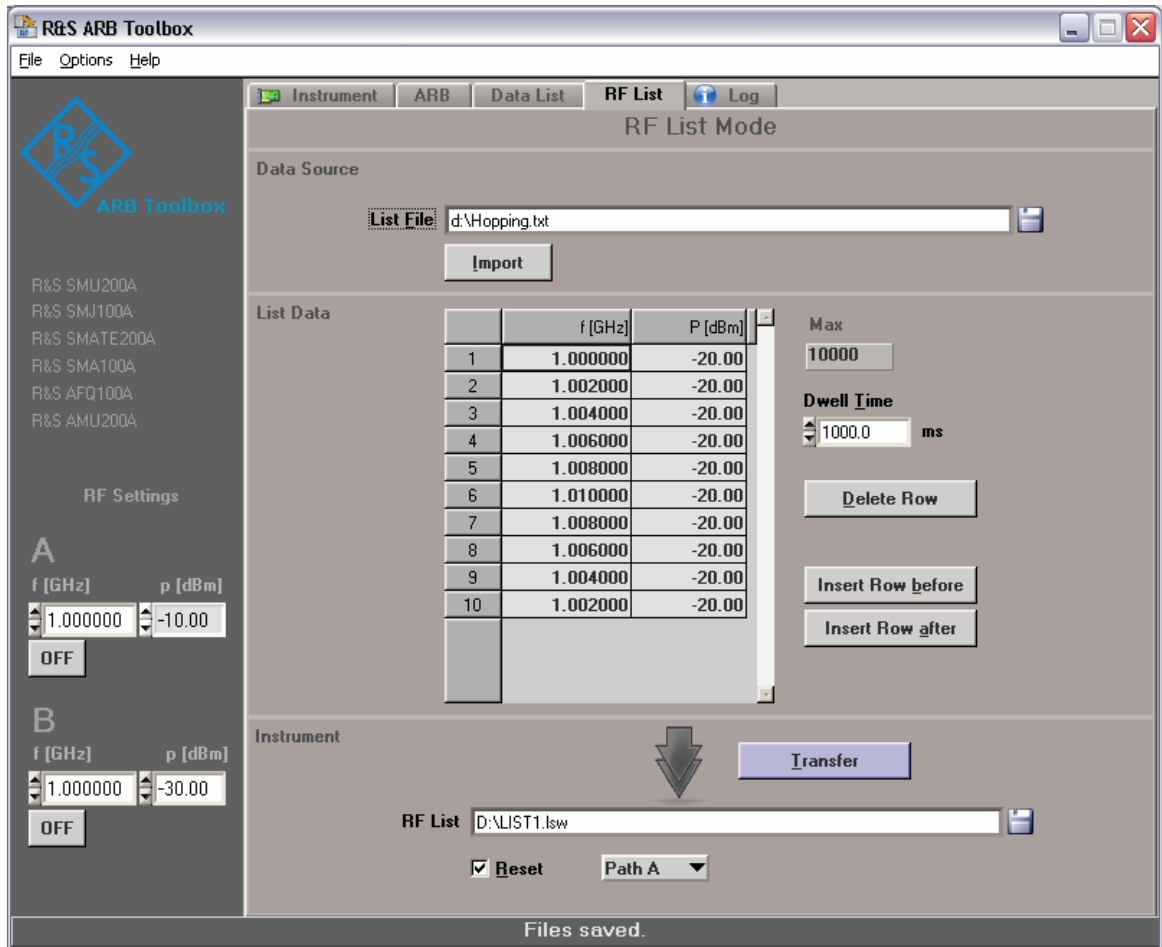 R&S ARB Toolbox
File Options Help
R S
ARB Toolbox
R&S SMU200A
R&S SMJ100A
R&S SMATE200A
R&S SMA100A
R&S AFQ100A
R&S AMU200A
RF Settings
A
f [GHz] p [dBm]
1.000000 -10.00
OFF
B
f [GHz] p [dBm]
1.000000 -30.00
OFF
Instrument ARB Data List RF List Log
RF List Mode
Data Source
List File d:\Hopping.txt
Import
List Data
f [GHz] P [dBm]
1 1.000000 -20.00
2 1.002000 -20.00
3 1.004000 -20.00
4 1.006000 -20.00
5 1.008000 -20.00
6 1.010000 -20.00
7 1.008000 -20.00
8 1.006000 -20.00
9 1.004000 -20.00
10 1.002000 -20.00
Max
10000
Dwell Time
1000.0 ms
Delete Row
Insert Row before
Insert Row after
Instrument
Transfer
RF List D:\LIST1.lsw
Reset Path A
Files saved.